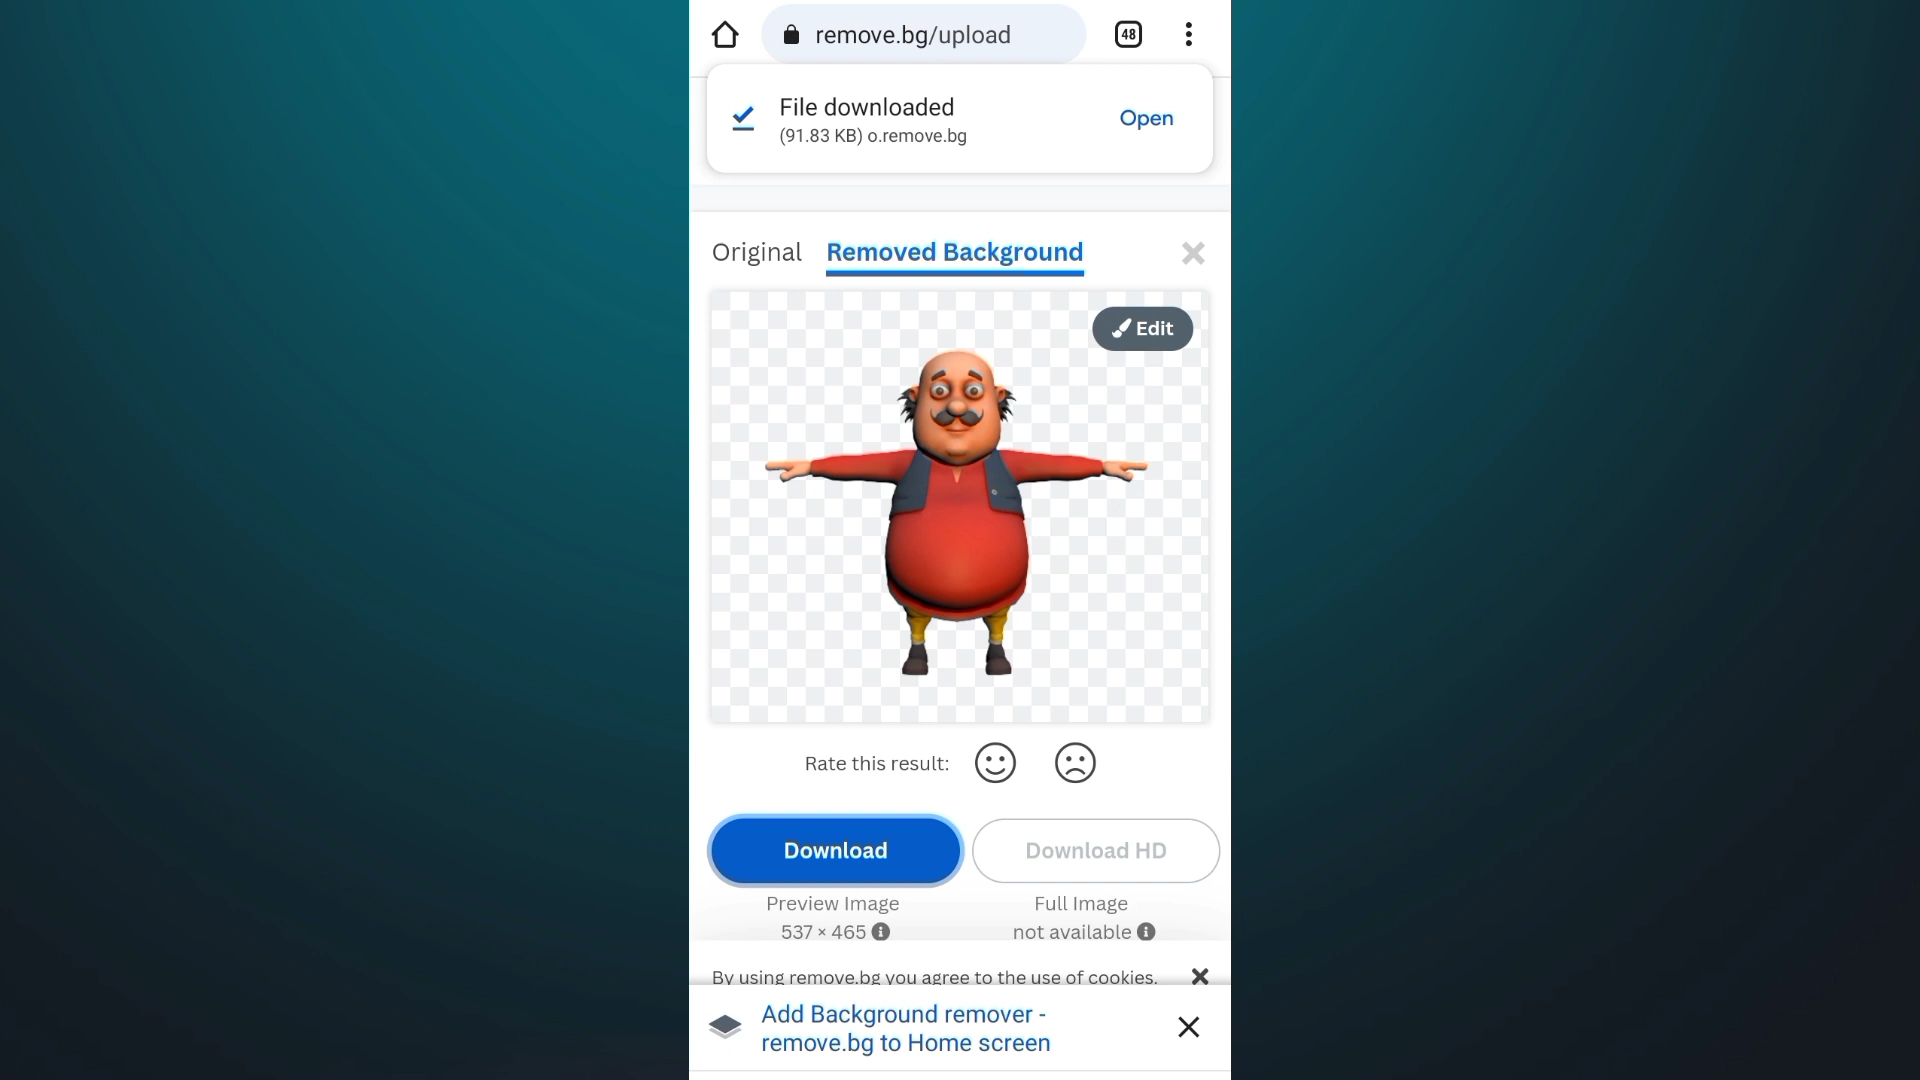 remove.bg/upload
48
File downloaded
(91.83 KB) o.remove.bg
Open
Original
Removed Background
Edit
Rate this result:
Download
Download HD
Preview Image
537 × 465
Full Image
not available
By using remove.bg you agree to the use of cookies.
Add Background remover -
remove.bg to Home screen